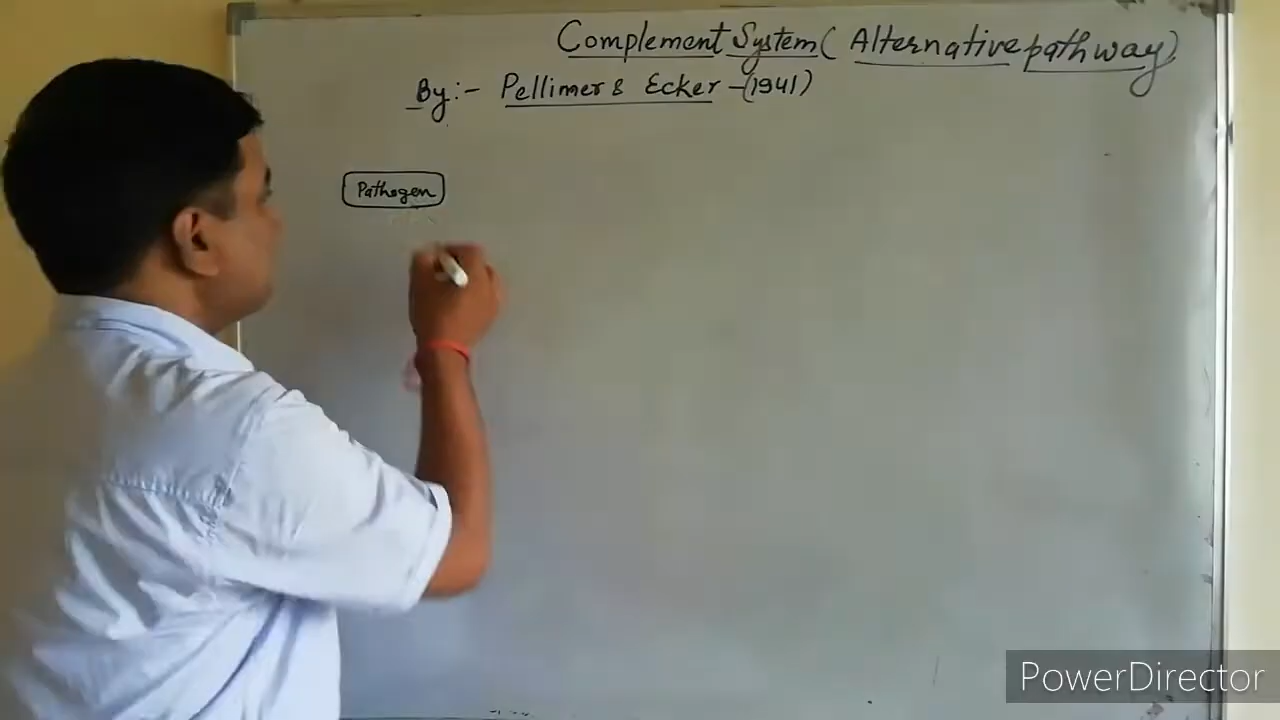 Complement System (Alternative pathway)
By:- Pellimer & Ecker - (1941)
Pathogen
PowerDirector